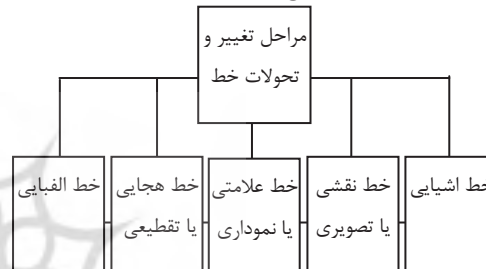 مراحل تغییر و
تحولات خط
خط اشیایی
خط نقشی
یا تصویری
خط علامتی
یا نموداری
خط هجایی
یا تقطیعی
خط الفبایی